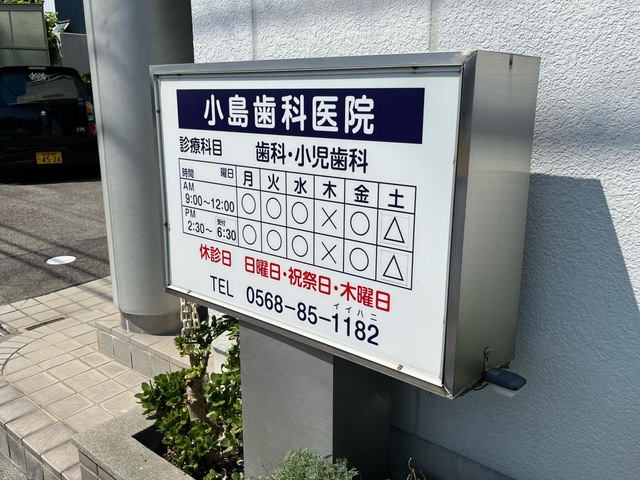 小島歯科医院
診療科目 歯科・小児歯科
時間 曜日 月 火 水 木 金 土
AM 9:00～12:00 ○ ○ ○ × ○ △
PM 2:30～受付6:30 ○ ○ ○ × ○ △
休診日 日曜日・祝祭日・木曜日
イイハニ
TEL 0568-85-1182
45-26